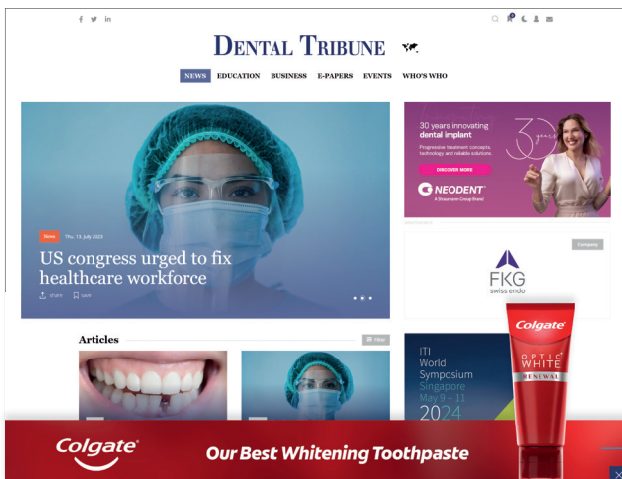 DENTAL TRIBUNE
NEWS EDUCATION BUSINESS E-PAPERS EVENTS WHO'S WHO
News Thu. 13. July 2023
US congress urged to fix
healthcare workforce
share save
30 years innovating
dental implant
Progressive treatment concepts,
technology and reliable solutions.
DISCOVER MORE
NEODENT
A Straumann Group Brand
30 years
Company
FKG
swiss endo
Articles
Filter
ITI
World
Symposium
Singapore
May 9 – 11
2024
Colgate
OPTIC
WHITE
RENEWAL
Colgate
Our Best Whitening Toothpaste